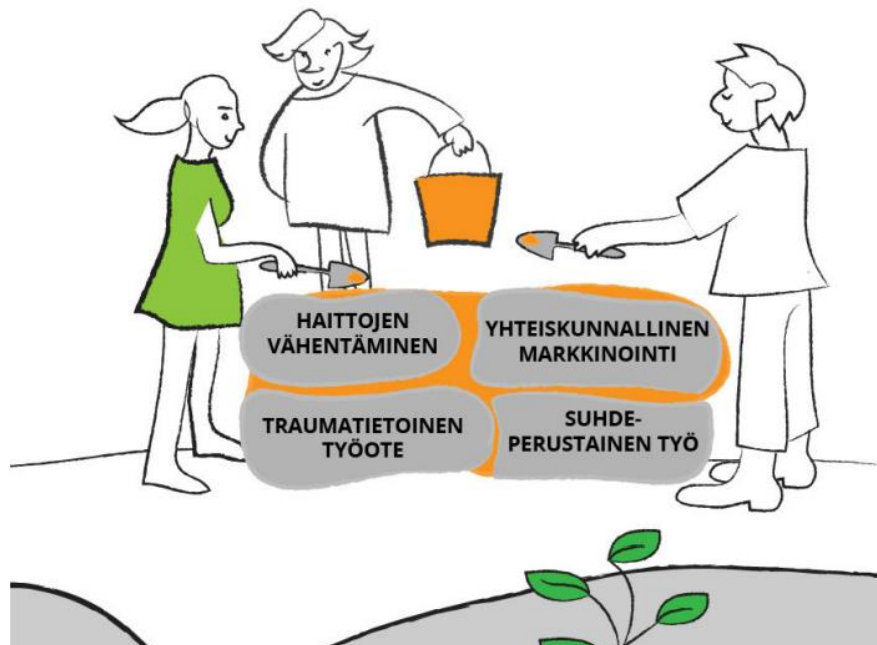 HAITTOJEN
VÄHENTÄMINEN
YHTEISKUNNALLINEN
MARKKINOINTI
TRAUMATIETOINEN
TYÖOTE
SUHDE-
PERUSTAINEN TYÖ